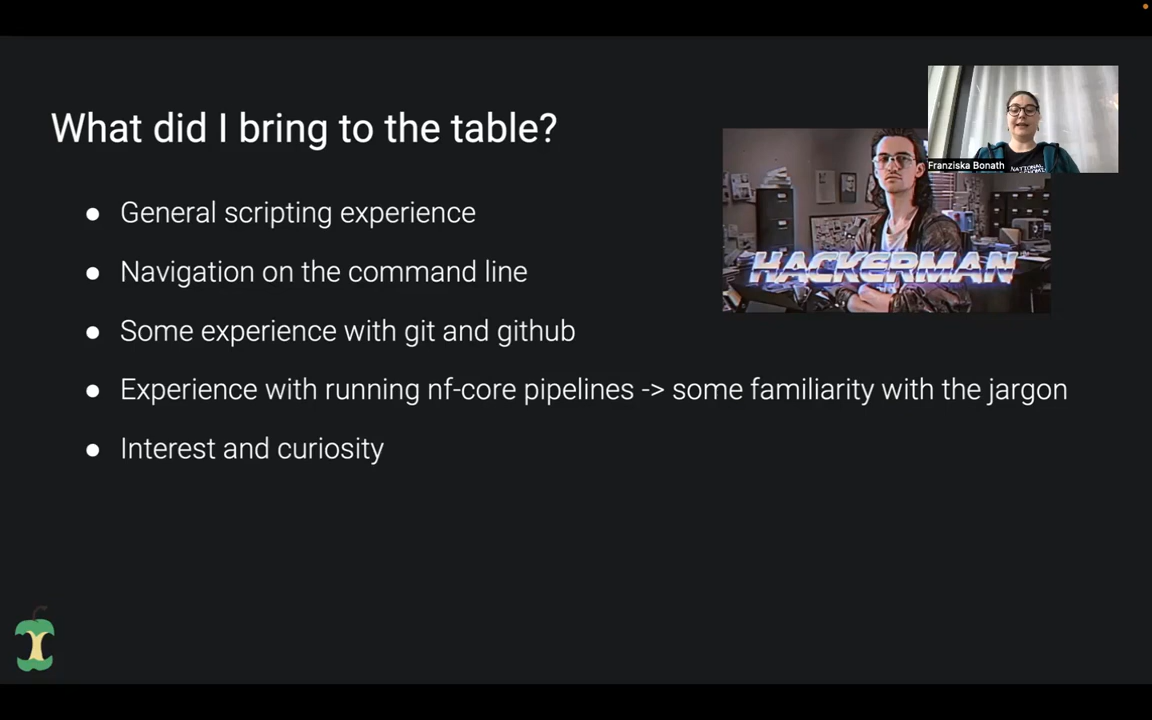 What did I bring to the table?
● General scripting experience
● Navigation on the command line
● Some experience with git and github
● Experience with running nf-core pipelines -> some familiarity with the jargon
● Interest and curiosity
HACKERMAN
Franziska Bonath
NATIONAL